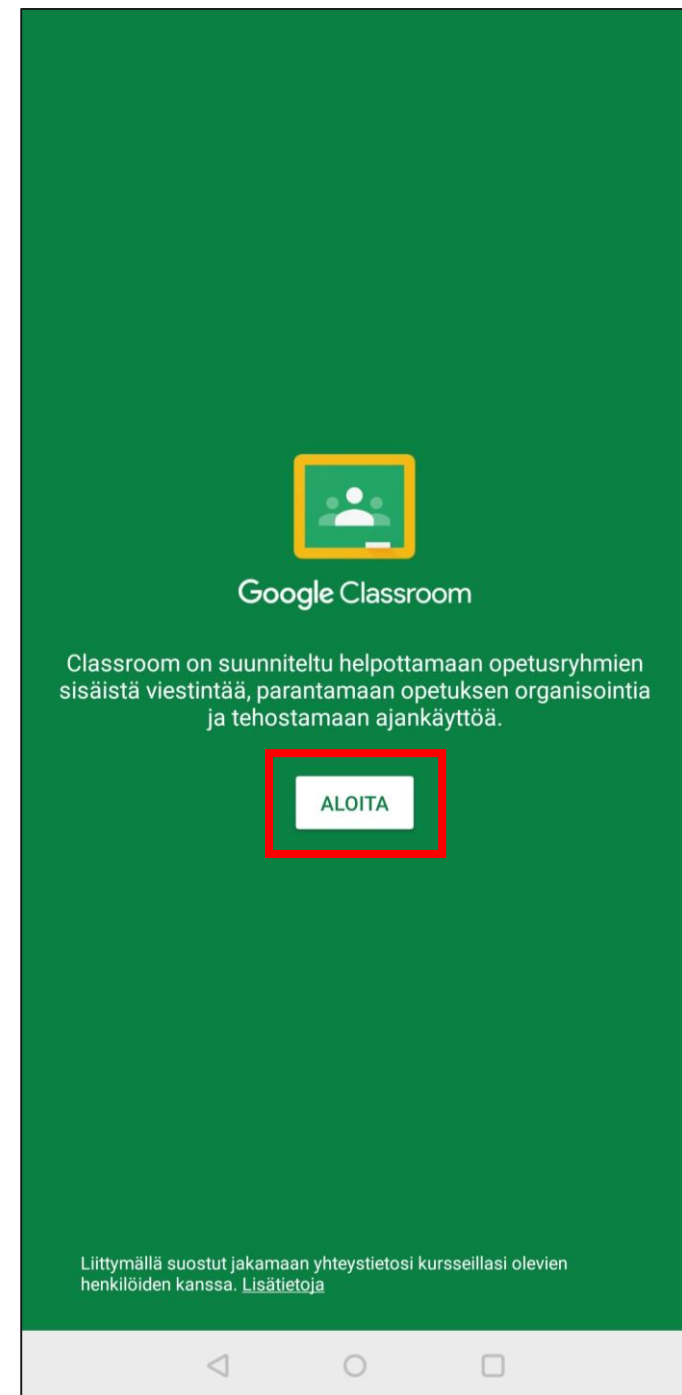 Google Classroom
Classroom on suunniteltu helpottamaan opetusryhmien
sisäistä viestintää, parantamaan opetuksen organisointia
ja tehostamaan ajankäyttöä.
ALOITA
Liittymällä suostut jakamaan yhteystietosi kursseillasi olevien
henkilöiden kanssa. Lisätietoja